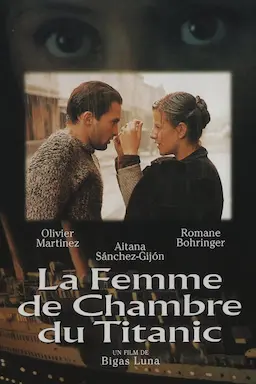 Olivier
Martinez
Romane
Bohringer
Aitana
Sánchez-Gijón
La Femme
de Chambre
du Titanic
UN FILM DE
Bigas Luna